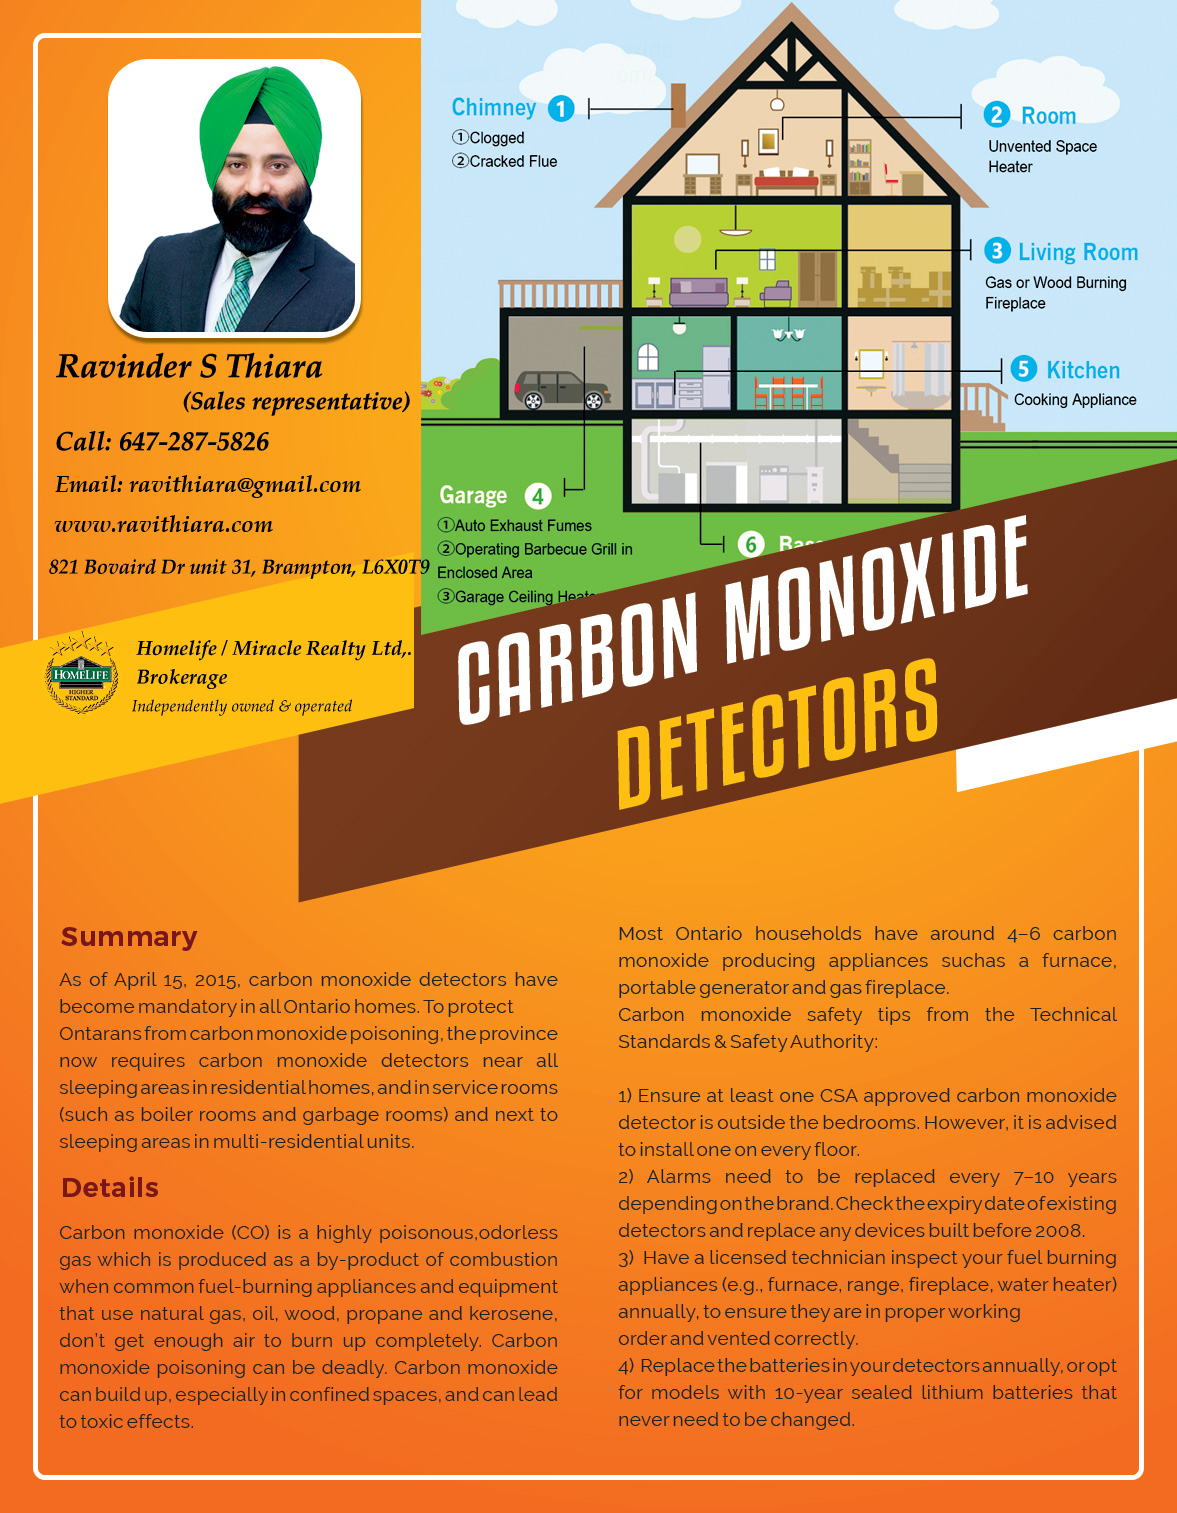 Ravinder S Thiara
(Sales representative)
Call: 647-287-5826
Email: ravithiara@gmail.com
www.ravithiara.com
821 Bovaird Dr unit 31, Brampton, L6X0T9
HOMELIFE
HIGHER
STANDARD
Homelife / Miracle Realty Ltd,.
Brokerage
Independently owned & operated
Chimney 1
①Clogged
②Cracked Flue
2 Room
Unvented Space
Heater
3 Living Room
Gas or Wood Burning
Fireplace
5 Kitchen
Cooking Appliance
Garage 4
①Auto Exhaust Fumes
②Operating Barbecue Grill in
Enclosed Area
③Garage Ceiling
6
CARBON MONOXIDE
DETECTORS
Summary
As of April 15, 2015, carbon monoxide detectors have
become mandatory in all Ontario homes. To protect
Ontarans from carbon monoxide poisoning, the province
now requires carbon monoxide detectors near all
sleeping areas in residential homes, and in service rooms
(such as boiler rooms and garbage rooms) and next to
sleeping areas in multi-residential units.
Details
Carbon monoxide (CO) is a highly poisonous,odorless
gas which is produced as a by-product of combustion
when common fuel-burning appliances and equipment
that use natural gas, oil, wood, propane and kerosene,
don't get enough air to burn up completely. Carbon
monoxide poisoning can be deadly. Carbon monoxide
can build up, especially in confined spaces, and can lead
to toxic effects.
Most Ontario households have around 4–6 carbon
monoxide producing appliances suchas a furnace,
portable generator and gas fireplace.
Carbon monoxide safety tips from the Technical
Standards & Safety Authority:
1) Ensure at least one CSA approved carbon monoxide
detector is outside the bedrooms. However, it is advised
to install one on every floor.
2) Alarms need to be replaced every 7–10 years
depending on the brand. Check the expiry date of existing
detectors and replace any devices built before 2008.
3) Have a licensed technician inspect your fuel burning
appliances (e.g., furnace, range, fireplace, water heater)
annually, to ensure they are in proper working
order and vented correctly.
4) Replace the batteries in your detectors annually, or opt
for models with 10-year sealed lithium batteries that
never need to be changed.